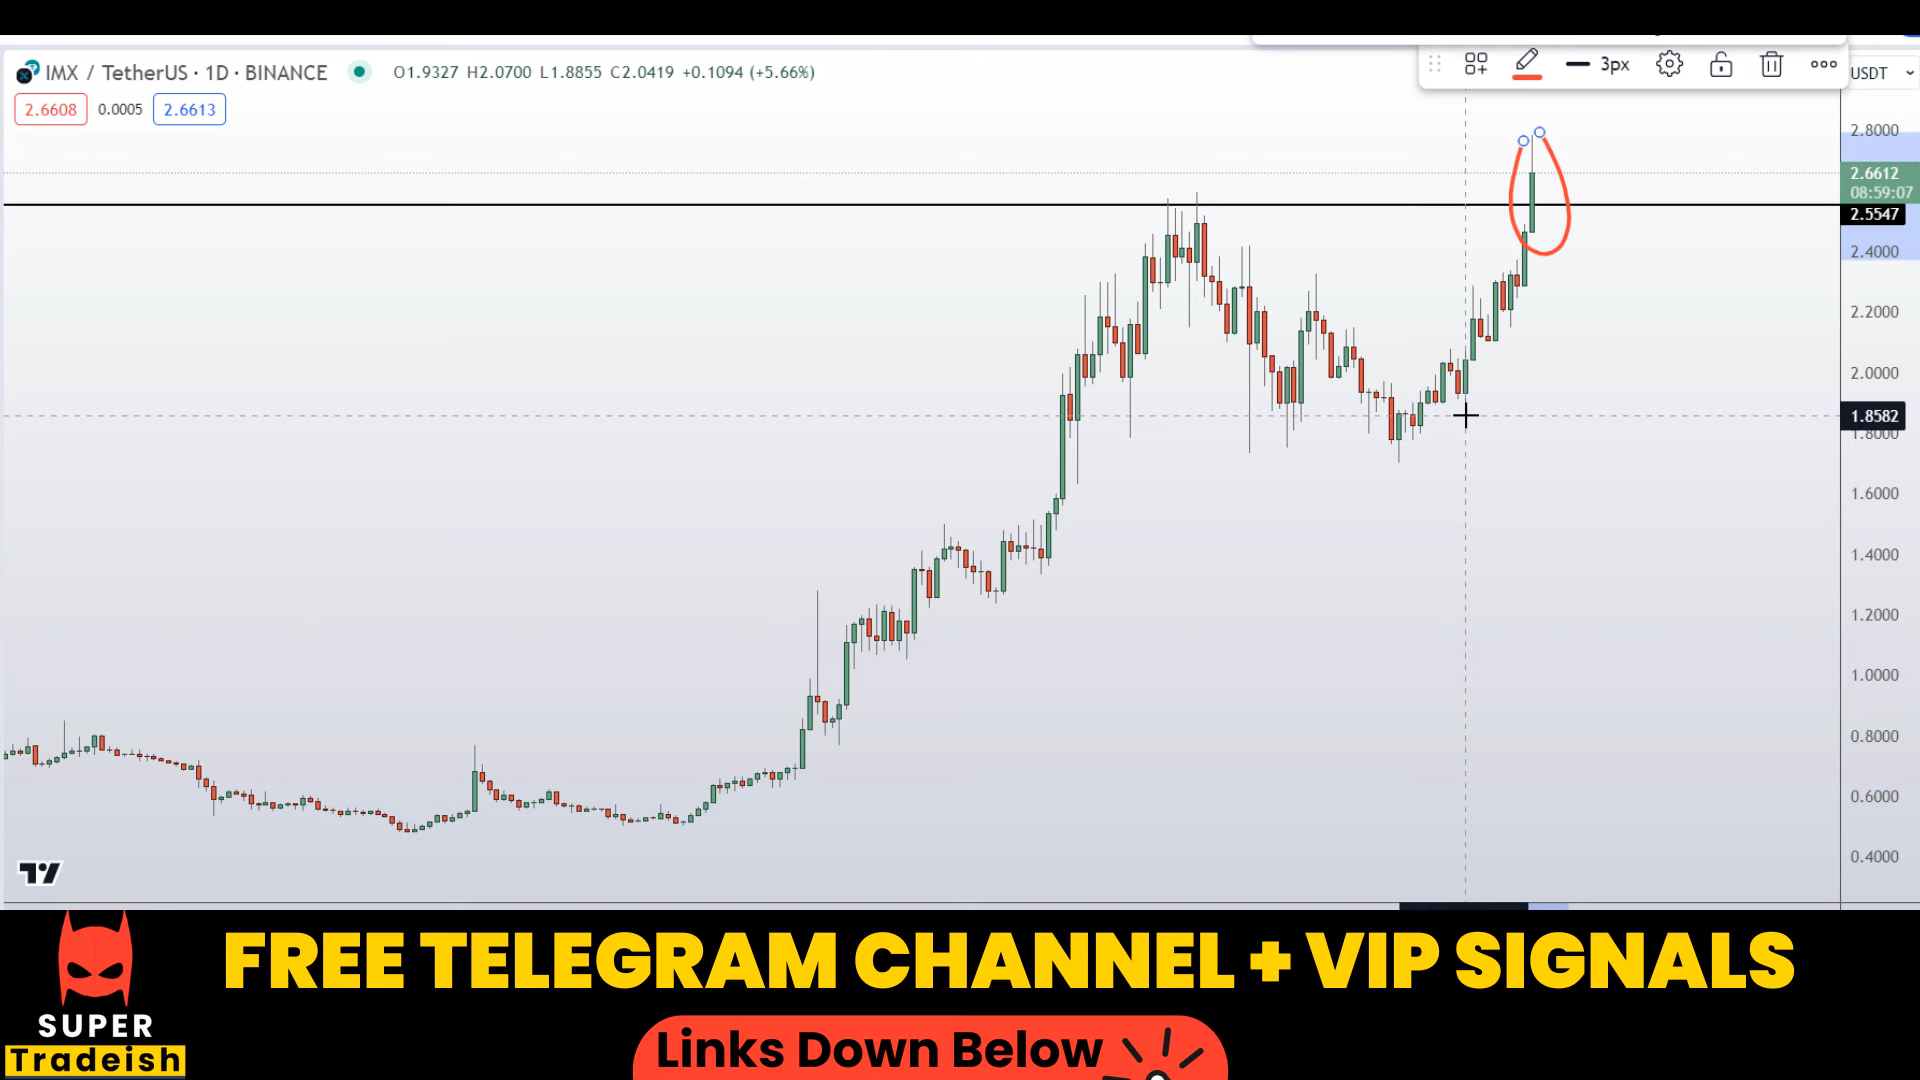 IMX / TetherUS · 1D · BINANCE O1.9327 H2.0700 L1.8855 C2.0419 +0.1094 (+5.66%)
3px
USDT
2.6608 0.0005 2.6613
2.8000
2.6612
08:59:07
2.5547
2.4000
2.2000
2.0000
1.8582
1.8000
1.6000
1.4000
1.2000
1.0000
0.8000
0.6000
0.4000
FREE TELEGRAM CHANNEL + VIP SIGNALS
SUPER
Tradeish
Links Down Below